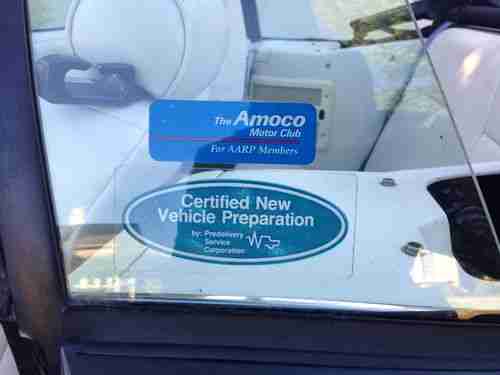 The Amoco
Motor Club
For AARP Members
Certified New
Vehicle Preparation
by: Predelivery
Service
Corporation